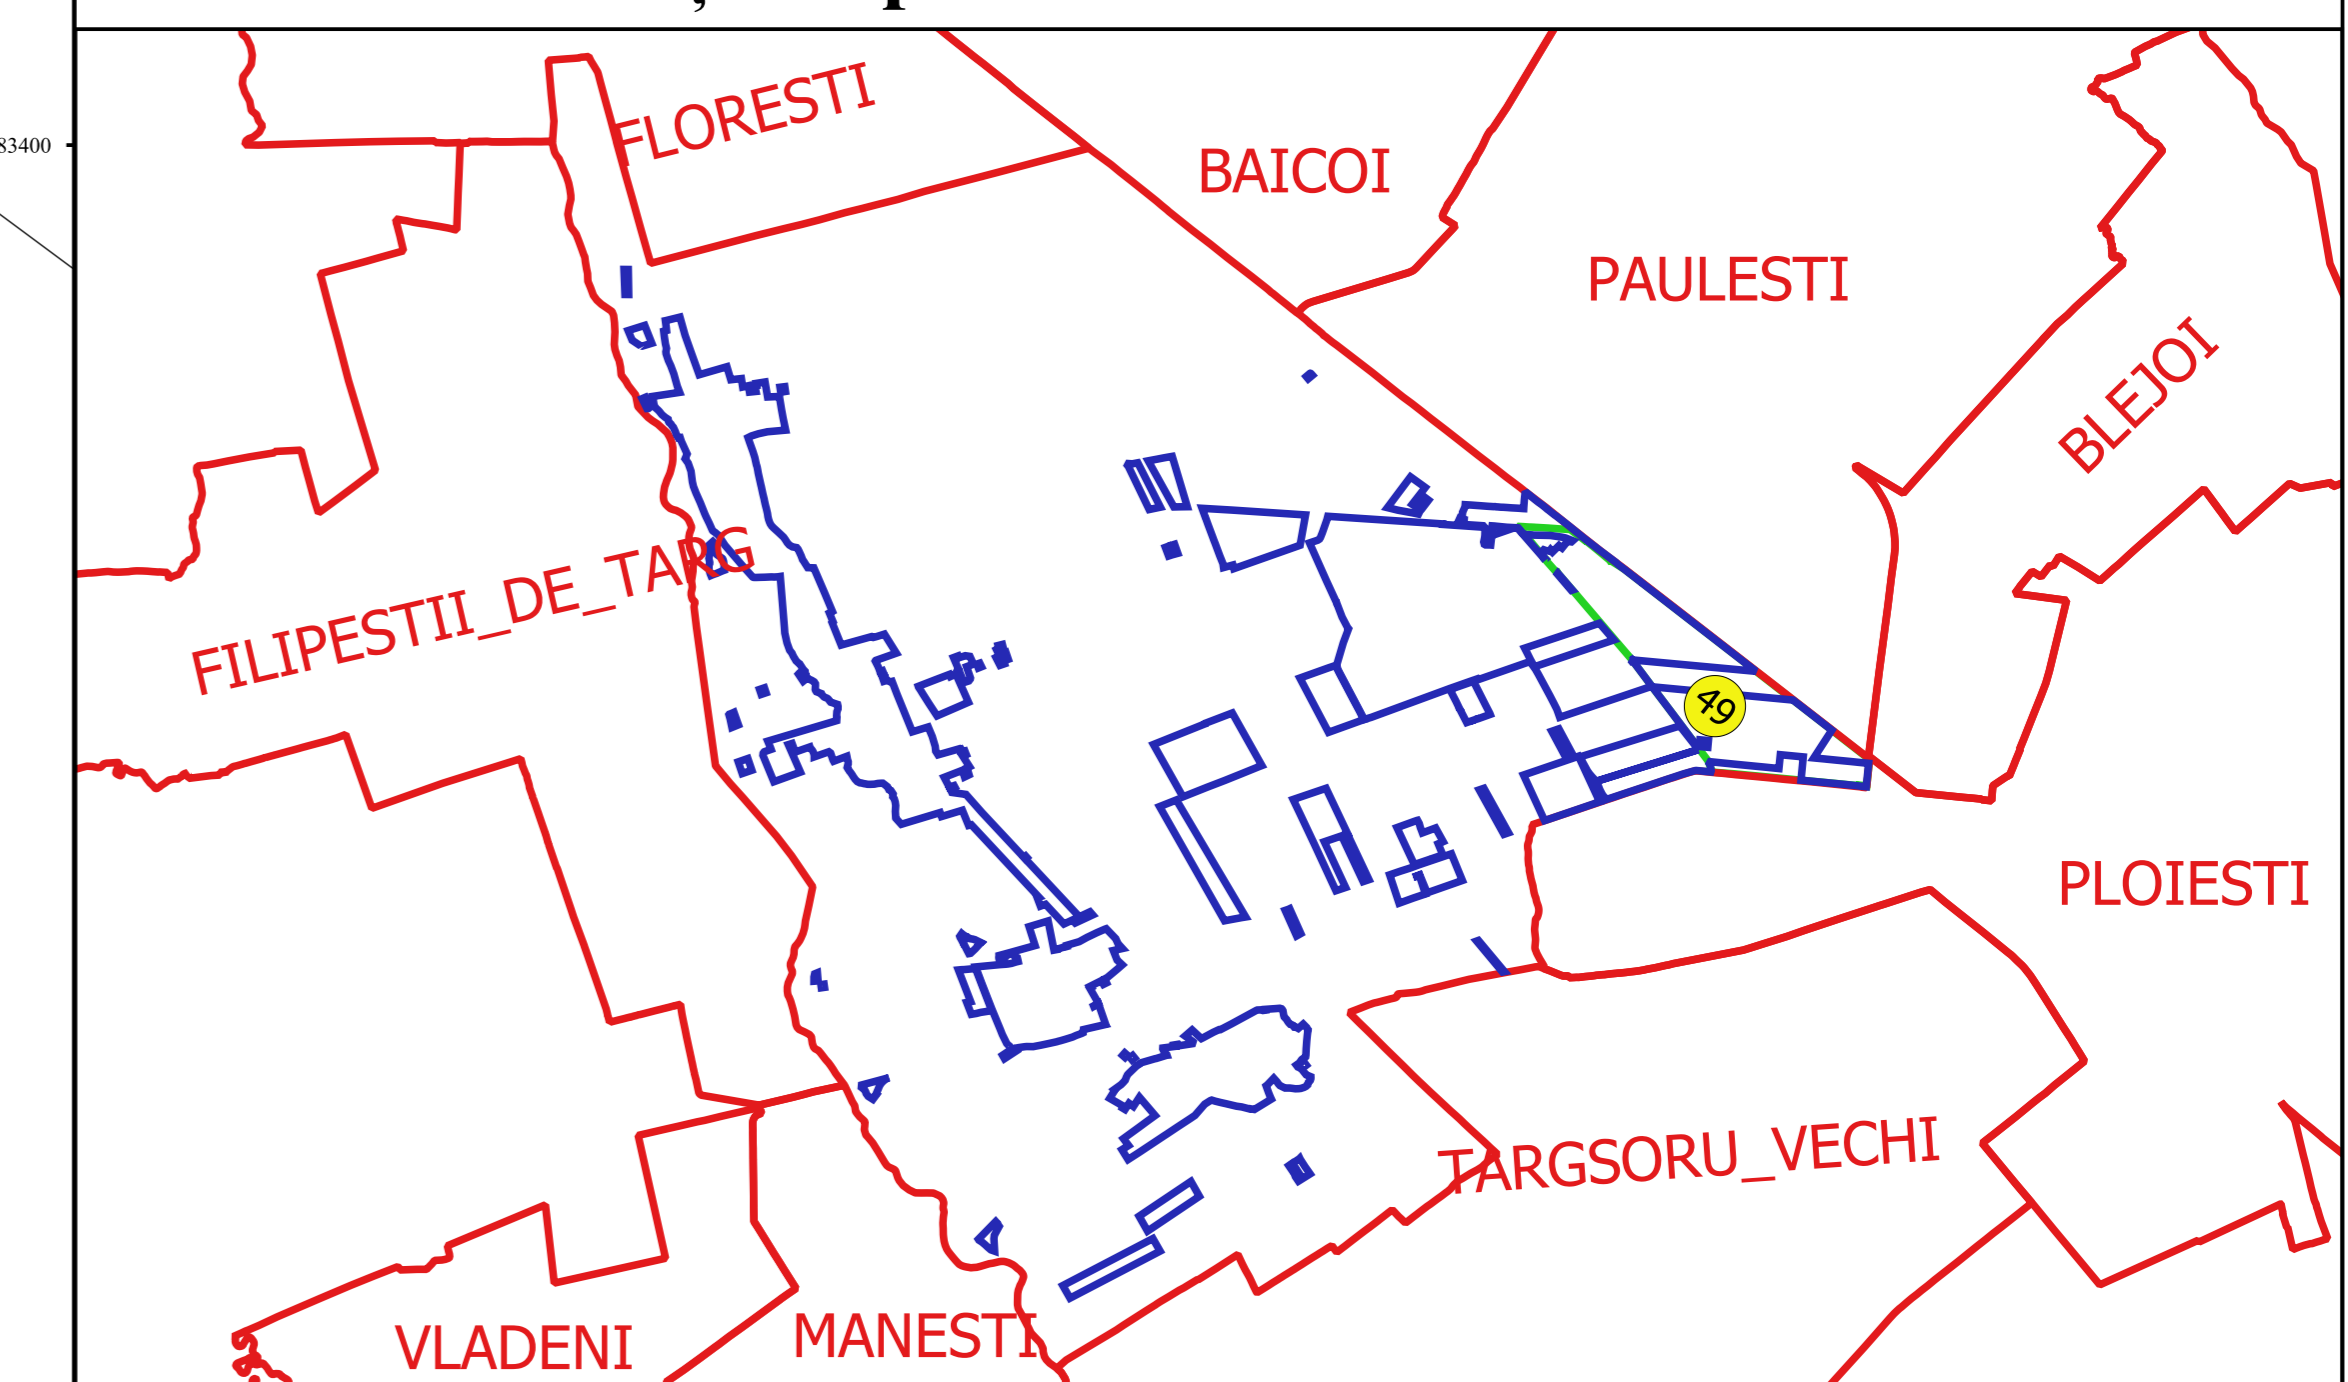 FLORESTI
83400
BAICOI
PAULESTI
BLEJOI
FILIPESTII_DE_TARG
49
PLOIESTI
TARGSORU_VECHI
VLADENI
MANESTI